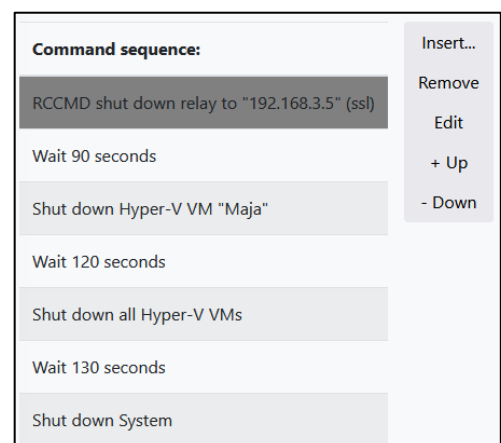 Command sequence:
RCCMD shut down relay to "192.168.3.5" (ssl)
Wait 90 seconds
Shut down Hyper-V VM "Maja"
Wait 120 seconds
Shut down all Hyper-V VMs
Wait 130 seconds
Shut down System
Insert...
Remove
Edit
+ Up
- Down